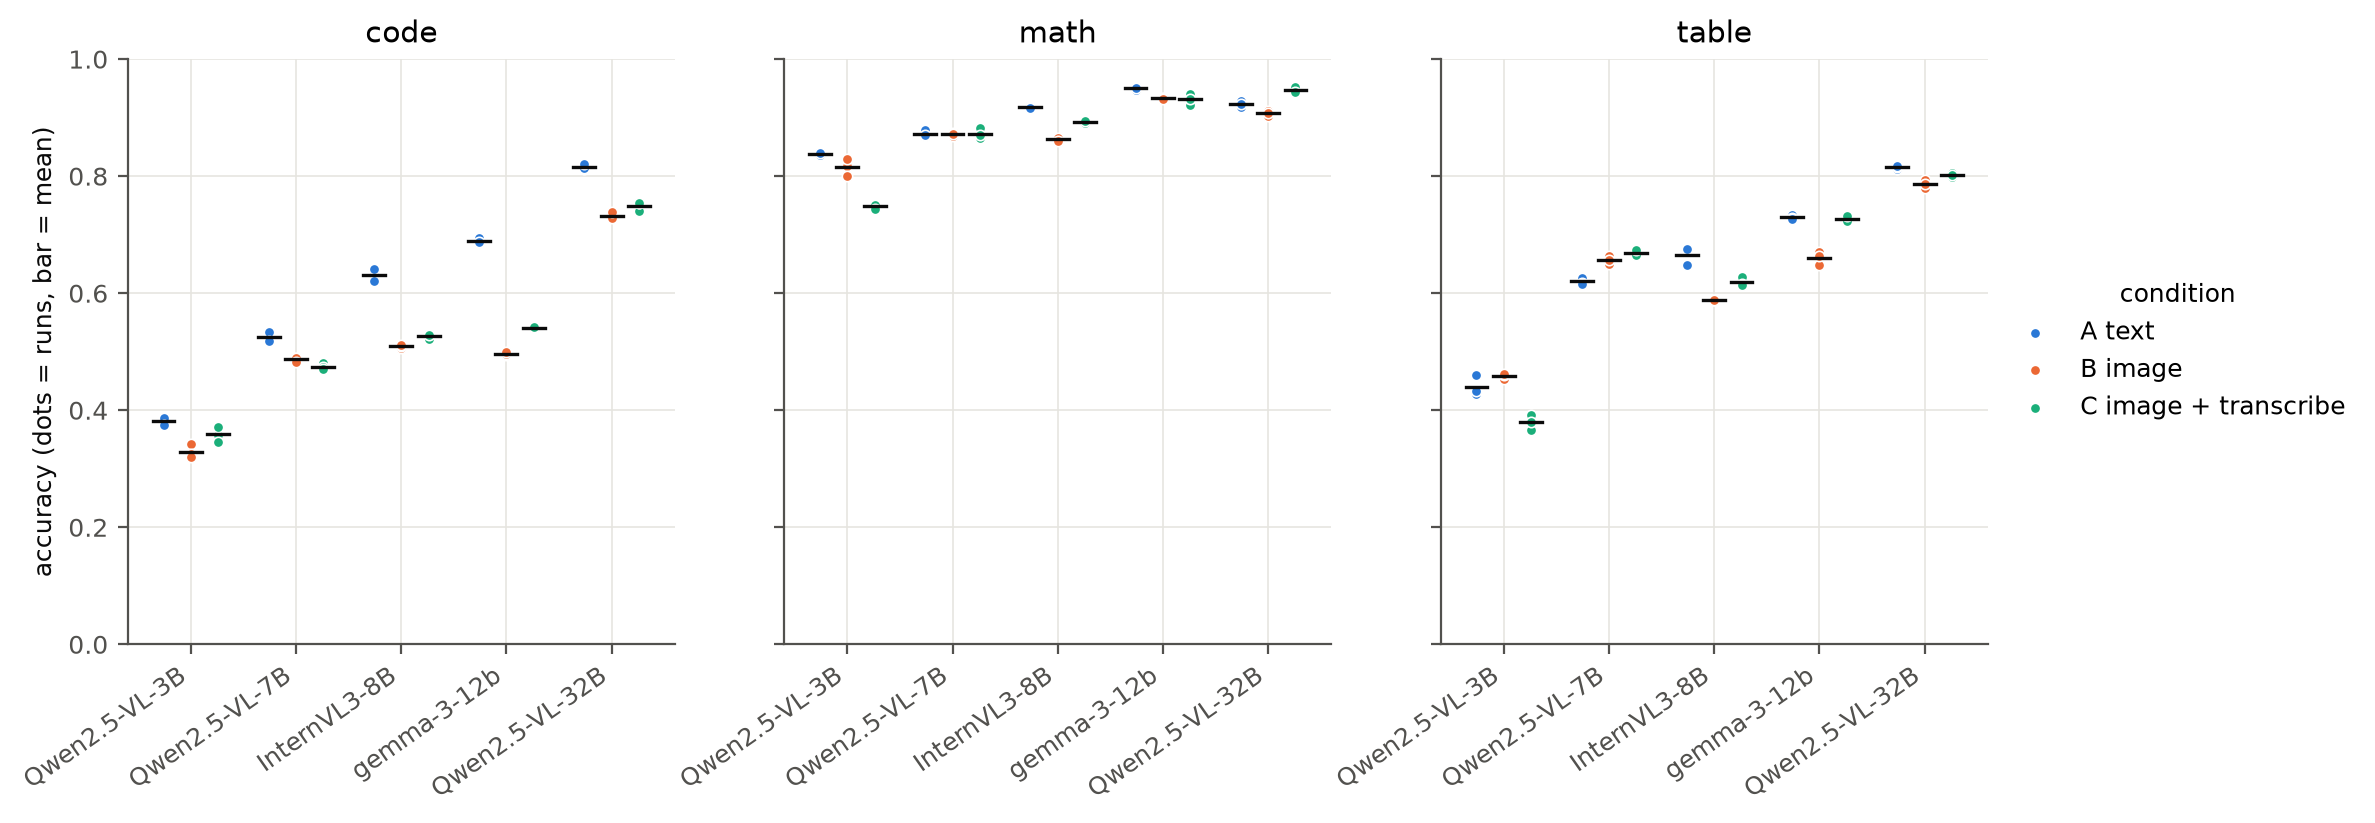 code
math
table
accuracy (dots = runs, bar = mean)
1.0
0.8
0.6
0.4
0.2
0.0
Qwen2.5-VL-3B
Qwen2.5-VL-7B
InternVL3-8B
gemma-3-12b
Qwen2.5-VL-32B
Qwen2.5-VL-3B
Qwen2.5-VL-7B
InternVL3-8B
gemma-3-12b
Qwen2.5-VL-32B
Qwen2.5-VL-3B
Qwen2.5-VL-7B
InternVL3-8B
gemma-3-12b
Qwen2.5-VL-32B
condition
A text
B image
C image + transcribe